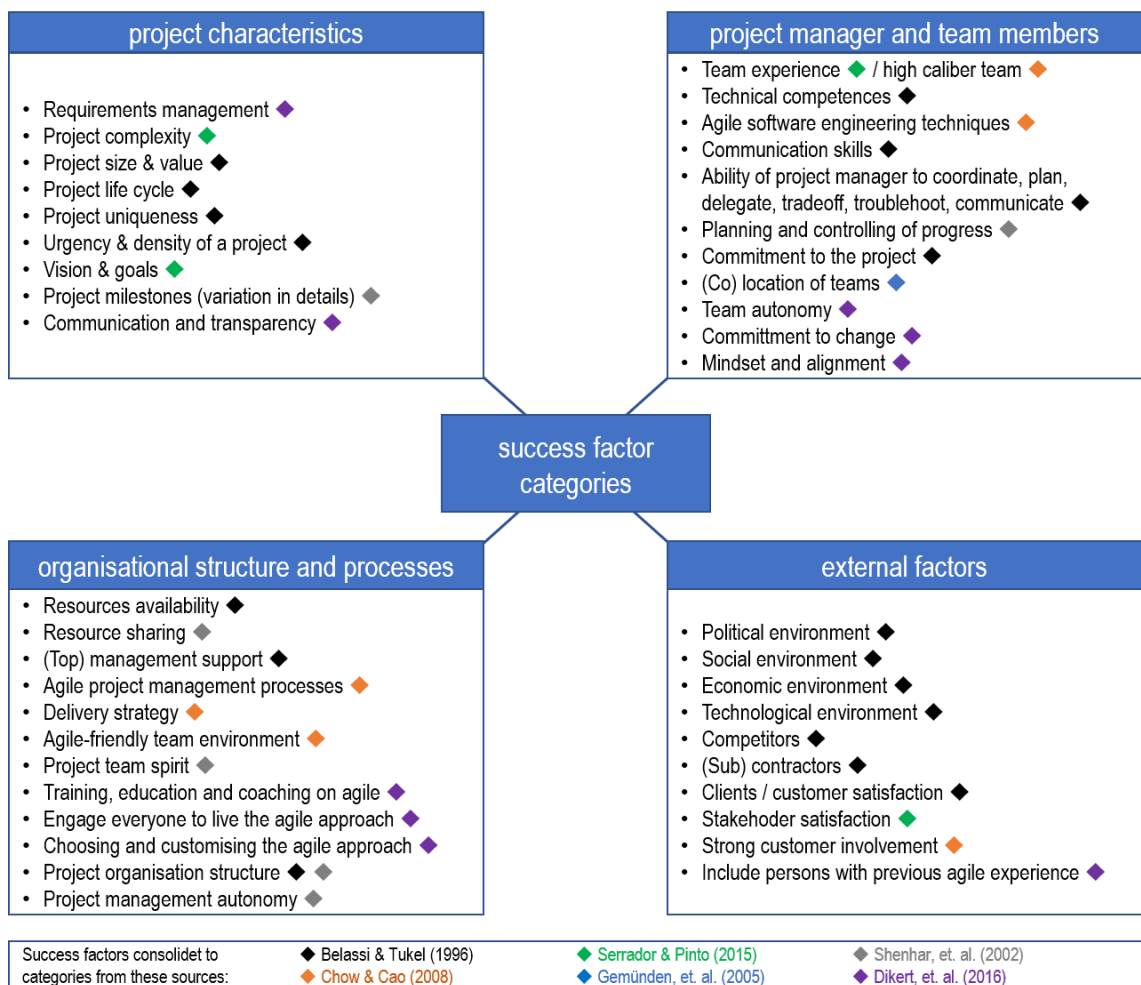 project characteristics
• Requirements management
• Project complexity
• Project size & value
• Project life cycle
• Project uniqueness
• Urgency & density of a project
• Vision & goals
• Project milestones (variation in details)
• Communication and transparency
project manager and team members
• Team experience / high caliber team
• Technical competences
• Agile software engineering techniques
• Communication skills
• Ability of project manager to coordinate, plan,
delegate, tradeoff, troublehoot, communicate
• Planning and controlling of progress
• Commitment to the project
• (Co) location of teams
• Team autonomy
• Committment to change
• Mindset and alignment
success factor
categories
organisational structure and processes
• Resources availability
• Resource sharing
• (Top) management support
• Agile project management processes
• Delivery strategy
• Agile-friendly team environment
• Project team spirit
• Training, education and coaching on agile
• Engage everyone to live the agile approach
• Choosing and customising the agile approach
• Project organisation structure
• Project management autonomy
external factors
• Political environment
• Social environment
• Economic environment
• Technological environment
• Competitors
• (Sub) contractors
• Clients / customer satisfaction
• Stakehoder satisfaction
• Strong customer involvement
• Include persons with previous agile experience
Success factors consolidet to
categories from these sources:
Belassi & Tukel (1996)
Chow & Cao (2008)
Serrador & Pinto (2015)
Gemünden, et. al. (2005)
Shenhar, et. al. (2002)
Dikert, et. al. (2016)